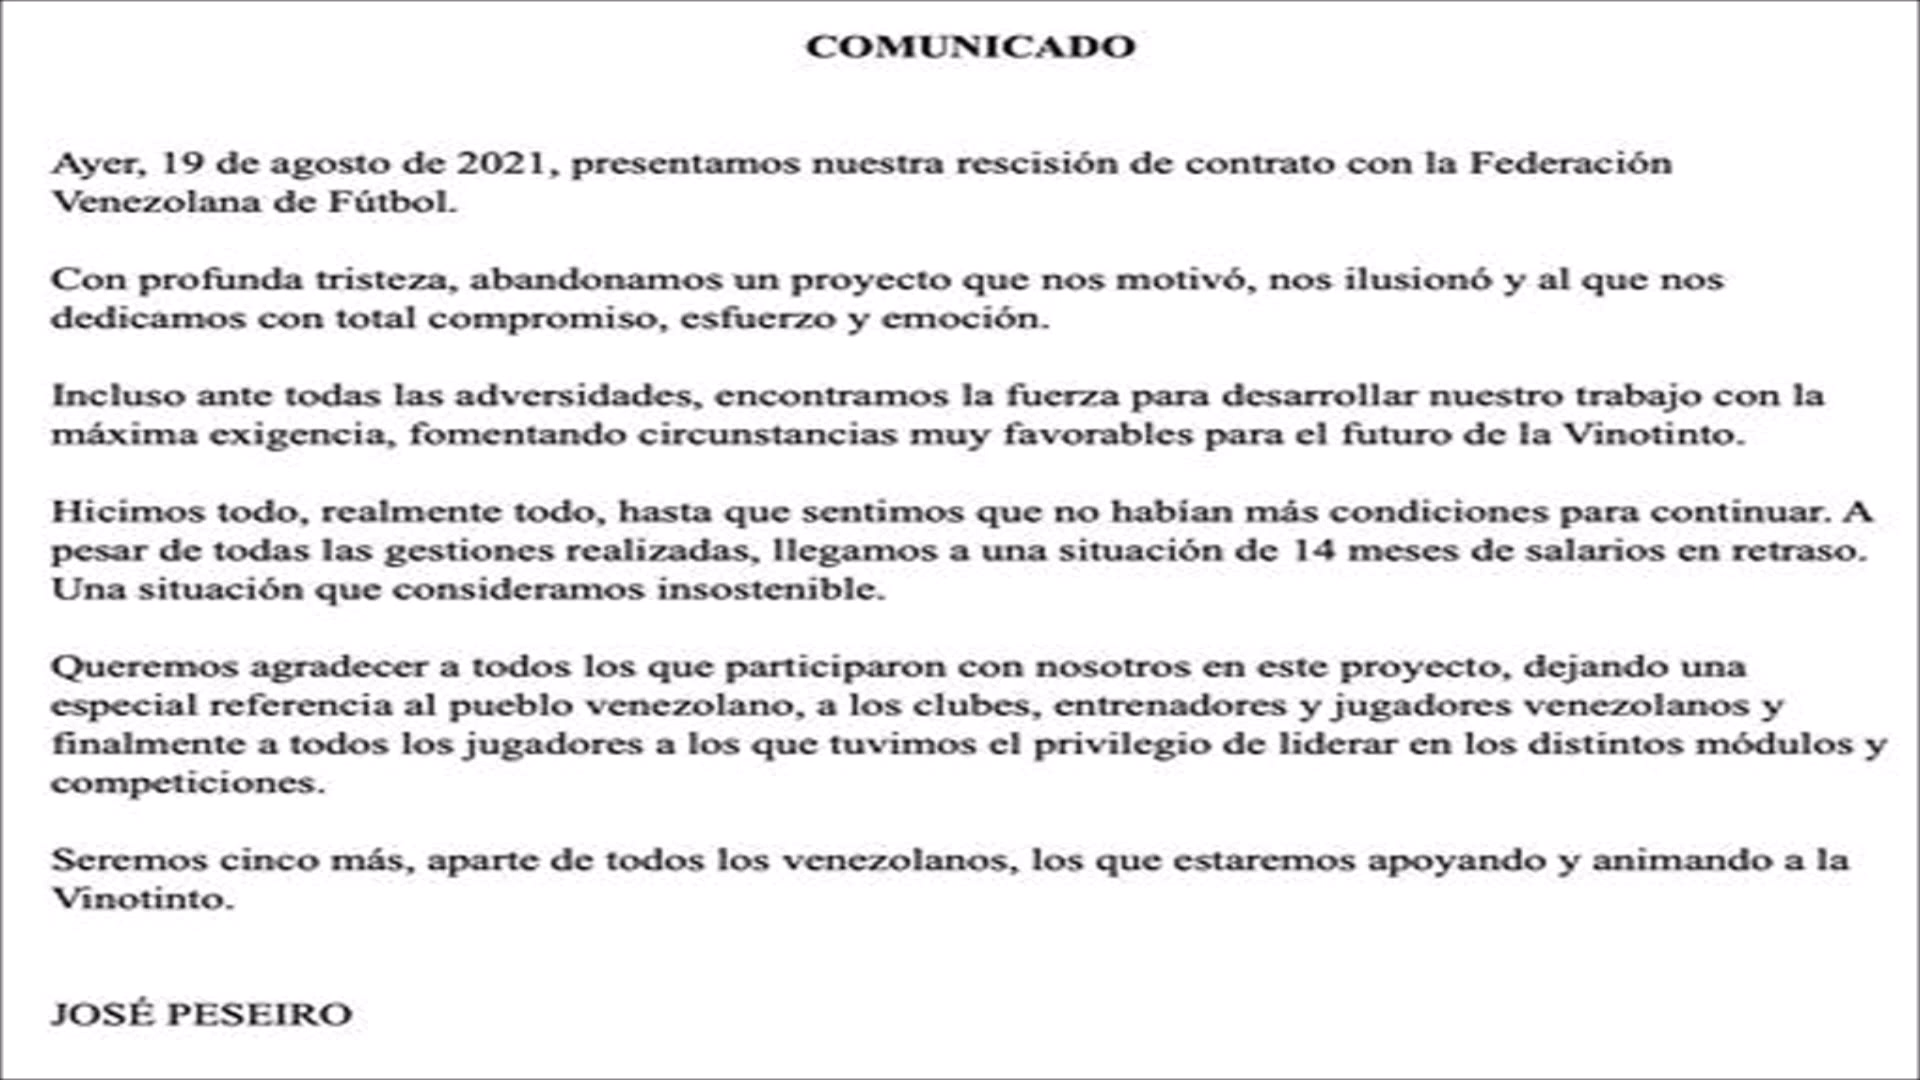 COMUNICADO
Ayer, 19 de agosto de 2021, presentamos nuestra rescisión de contrato con la Federación
Venezolana de Fútbol.
Con profunda tristeza, abandonamos un proyecto que nos motivó, nos ilusionó y al que nos
dedicamos con total compromiso, esfuerzo y emoción.
Incluso ante todas las adversidades, encontramos la fuerza para desarrollar nuestro trabajo con la
máxima exigencia, fomentando circunstancias muy favorables para el futuro de la Vinotinto.
Hicimos todo, realmente todo, hasta que sentimos que no habían más condiciones para continuar. A
pesar de todas las gestiones realizadas, llegamos a una situación de 14 meses de salarios en retraso.
Una situación que consideramos insostenible.
Queremos agradecer a todos los que participaron con nosotros en este proyecto, dejando una
especial referencia al pueblo venezolano, a los clubes, entrenadores y jugadores venezolanos y
finalmente a todos los jugadores a los que tuvimos el privilegio de liderar en los distintos módulos y
competiciones.
Seremos cinco más, aparte de todos los venezolanos, los que estaremos apoyando y animando a la
Vinotinto.
JOSÉ PESEIRO